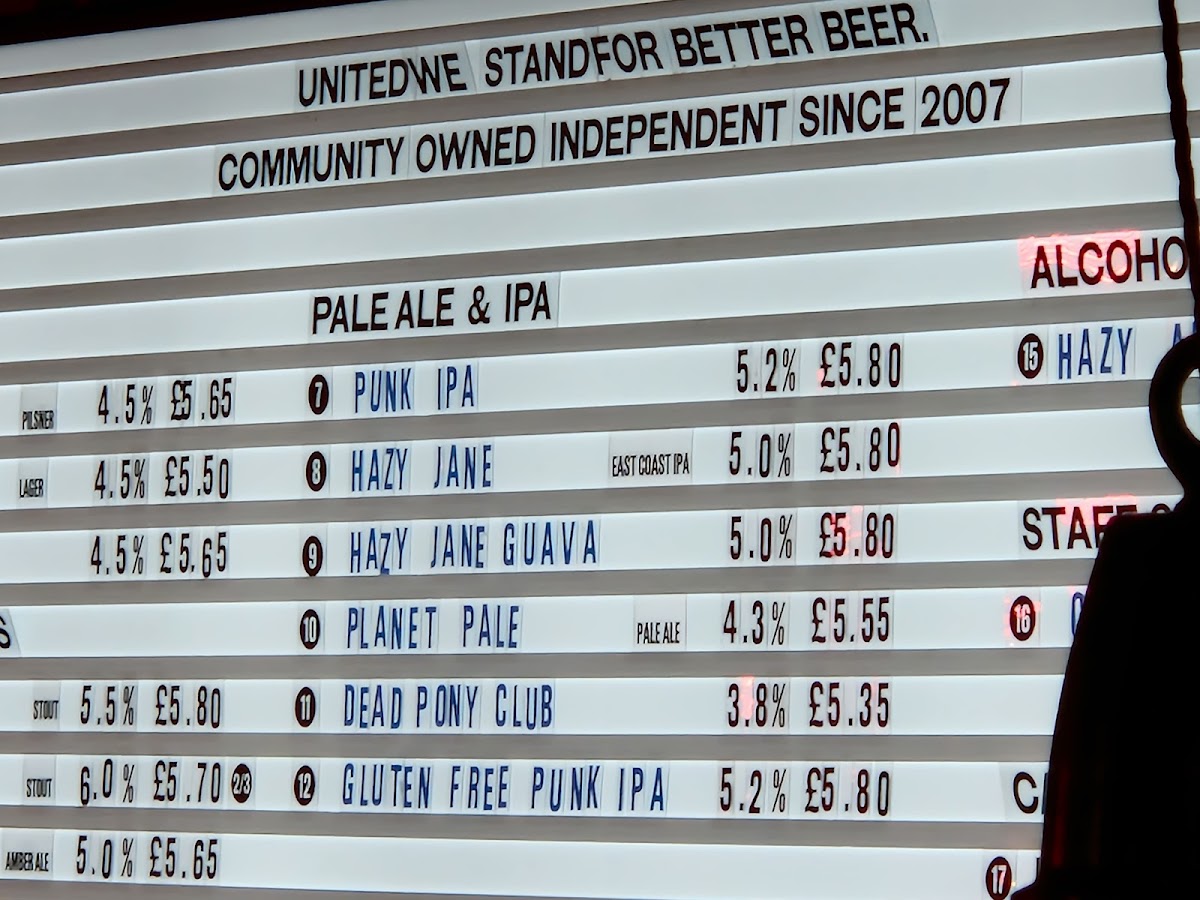 UNITED WE STAND FOR BETTER BEER.
COMMUNITY OWNED INDEPENDENT SINCE 2007
PALE ALE & IPA
PILSNER 4.5% £5.65
LAGER 4.5% £5.50
4.5% £5.65
STOUT 5.5% £5.80
STOUT 6.0% £5.70 2/3
AMBER ALE 5.0% £5.65
7 PUNK IPA 5.2% £5.80
8 HAZY JANE EAST COAST IPA 5.0% £5.80
9 HAZY JANE GUAVA 5.0% £5.80
10 PLANET PALE PALE ALE 4.3% £5.55
11 DEAD PONY CLUB 3.8% £5.35
12 GLUTEN FREE PUNK IPA 5.2% £5.80
ALCOHO
15 HAZY
STAFF
16
17